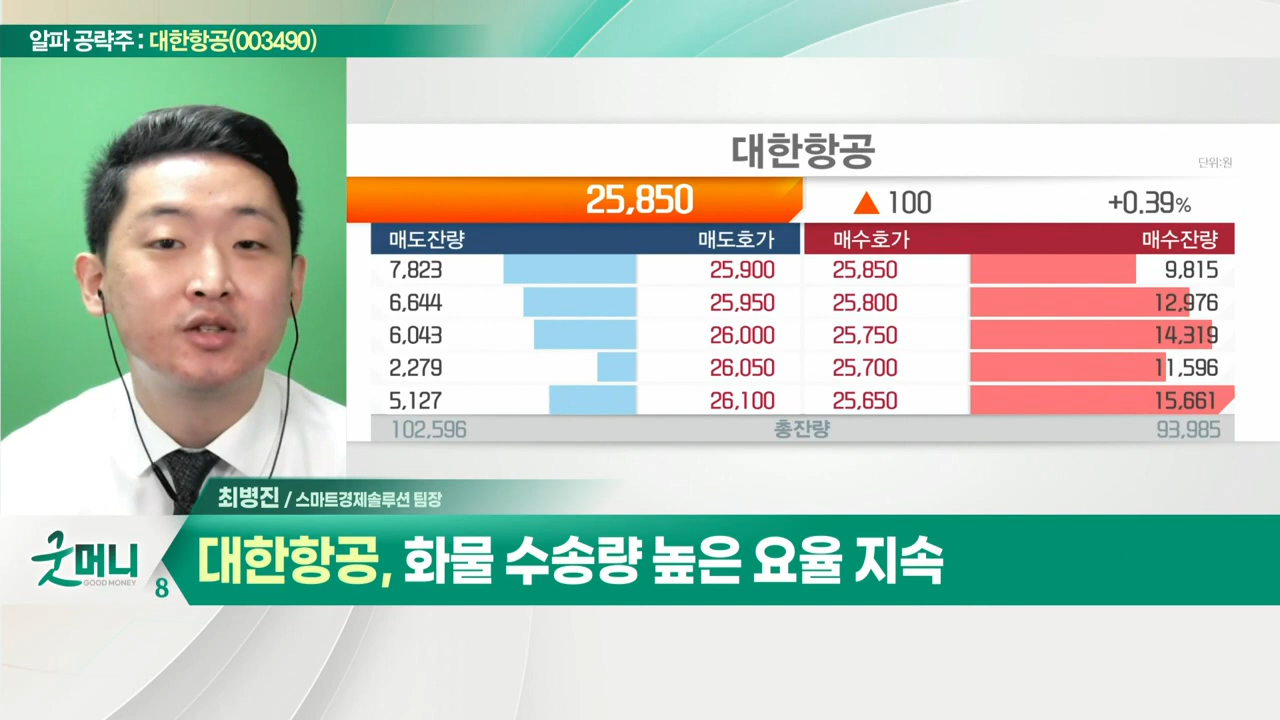 알파 공략주 : 대한항공(003490)
대한항공
단위:원
25,850 ▲ 100 +0.39%
매도잔량 매도호가 매수호가 매수잔량
7,823 25,900 25,850 9,815
6,644 25,950 25,800 12,976
6,043 26,000 25,750 14,319
2,279 26,050 25,700 11,596
5,127 26,100 25,650 15,661
102,596 총잔량 93,985
최병진 / 스마트경제솔루션 팀장
굿머니
GOOD MONEY
8
대한항공, 화물 수송량 높은 요율 지속